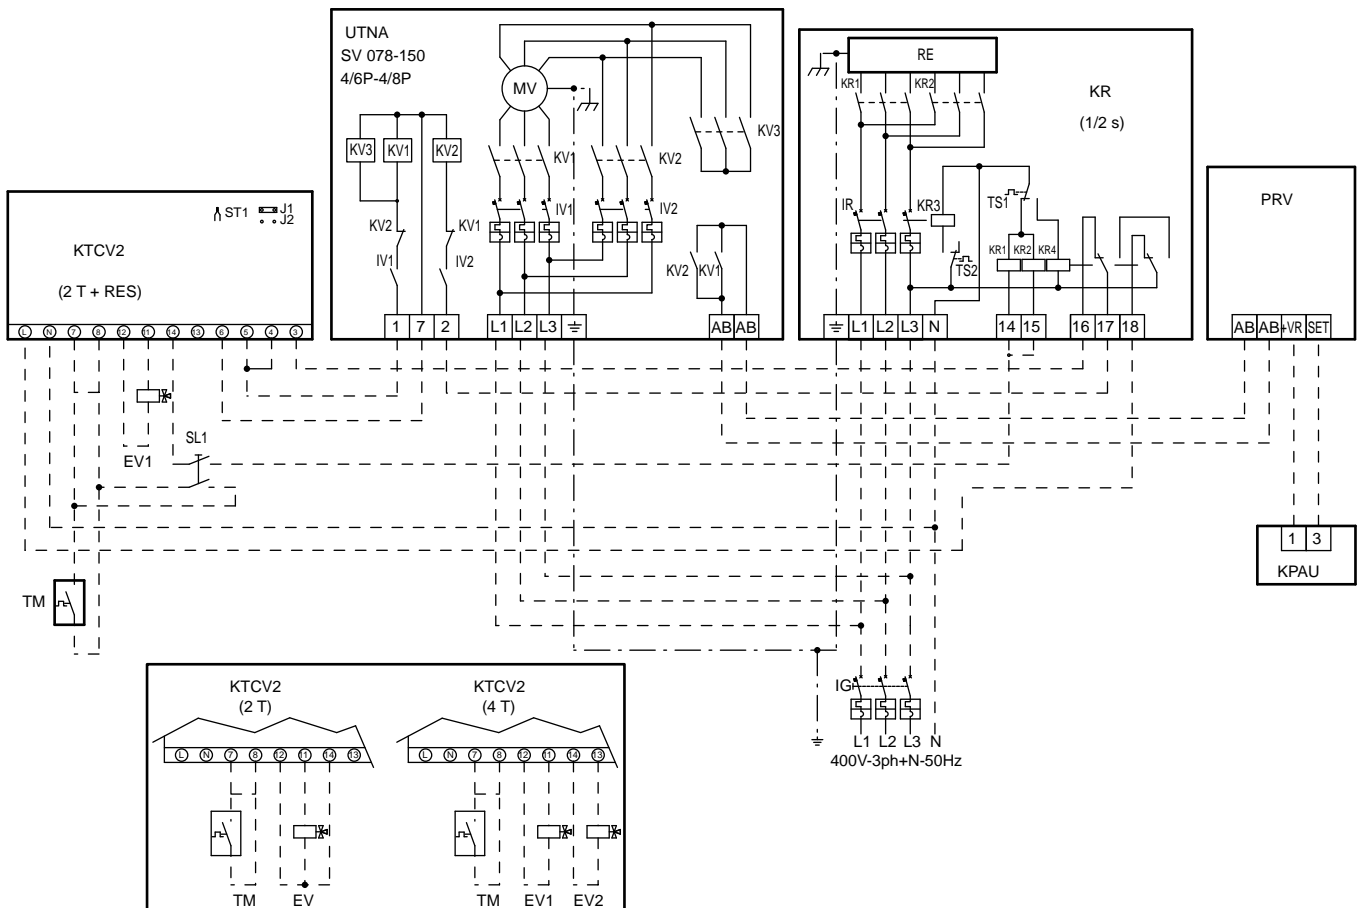 UTNA
SV 078-150
4/6P-4/8P
MV
KV3
KV1
KV2
KV3
KV1
KV2
KV2
KV1
IV1
IV2
IV1
IV2
KV2
KV1
1
7
2
L1
L2
L3
AB
AB
RE
KR1
KR2
KR
(1/2 s)
IR
KR3
TS1
TS2
KR1
KR2
KR4
L1
L2
L3
N
14
15
16
17
18
PRV
AB
AB
+VR
SET
1
3
KPAU
ST1
J1
J2
KTCV2
(2 T + RES)
L
N
7
8
12
11
14
13
6
5
4
3
EV1
SL1
TM
IG
L1
L2
L3
N
400V-3ph+N-50Hz
KTCV2
(2 T)
L
N
7
8
12
11
14
13
TM
EV
KTCV2
(4 T)
L
N
7
8
12
11
14
13
TM
EV1
EV2